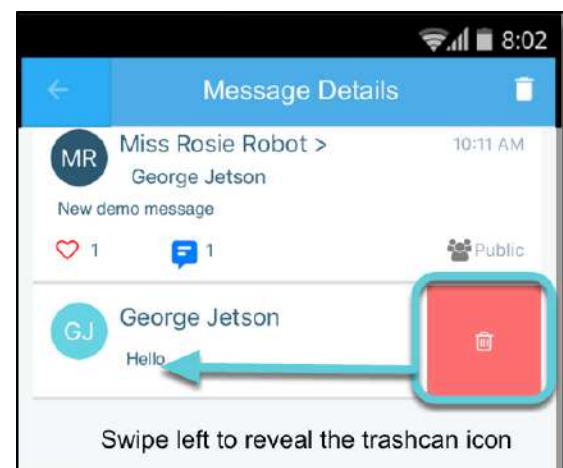 8:02
Message Details
MR
Miss Rosie Robot >
10:11 AM
George Jetson
New demo message
1
1
Public
GJ
George Jetson
Hello
Swipe left to reveal the trashcan icon